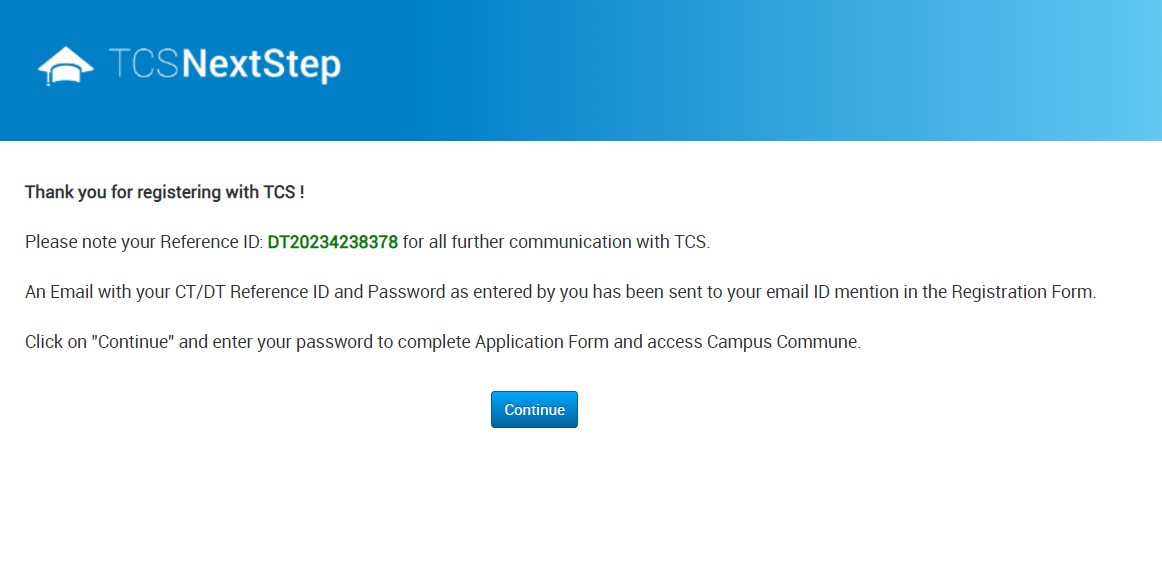 TCSNextStep
Thank you for registering with TCS !
Please note your Reference ID: DT20234238378 for all further communication with TCS.
An Email with your CT/DT Reference ID and Password as entered by you has been sent to your email ID mention in the Registration Form.
Click on "Continue" and enter your password to complete Application Form and access Campus Commune.
Continue